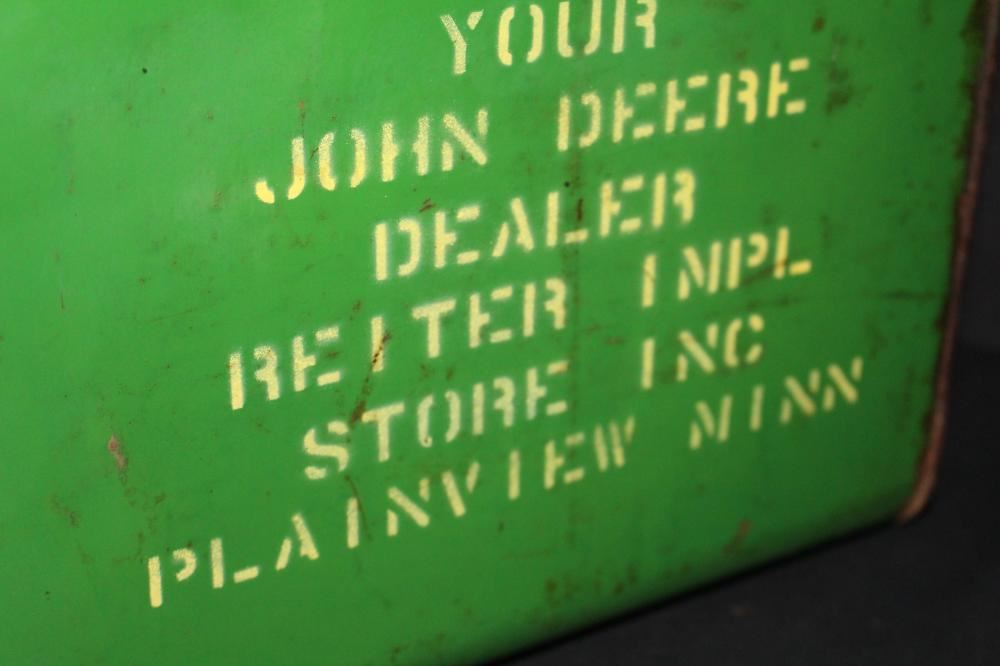 YOUR
JOHN DEERE
DEALER
REITER IMPL
STORE INC
PLAINVIEW MINN